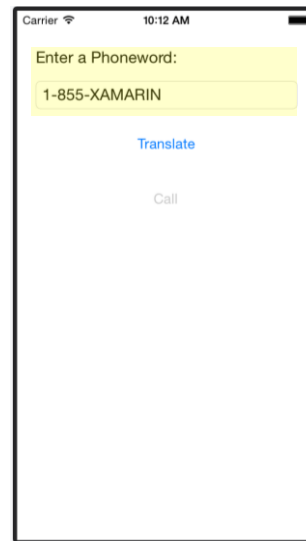 Carrier 10:12 AM
Enter a Phoneword:
1-855-XAMARIN
Translate
Call